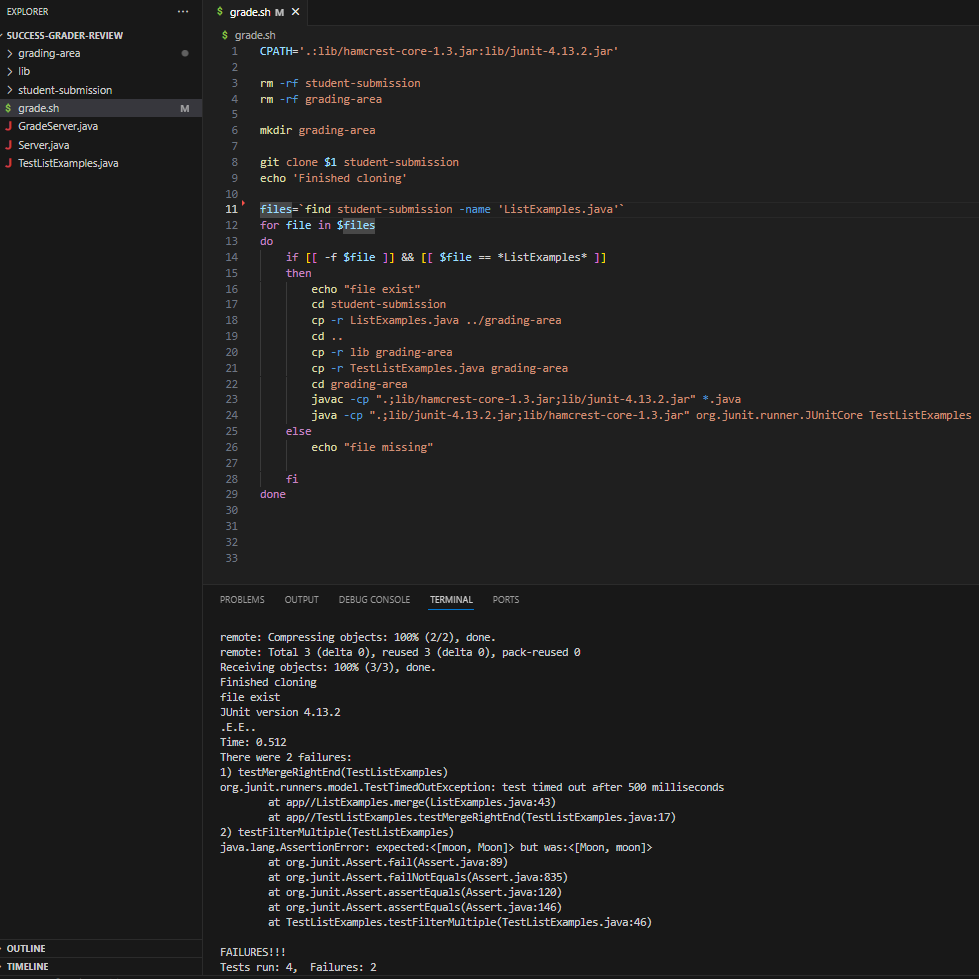 EXPLORER
...
SUCCESS-GRADER-REVIEW
grading-area
lib
student-submission
$ grade.sh M
J GradeServer.java
J Server.java
J TestListExamples.java
OUTLINE
TIMELINE
$ grade.sh M ×
$ grade.sh
1 CPATH='.:lib/hamcrest-core-1.3.jar:lib/junit-4.13.2.jar'
2
3 rm -rf student-submission
4 rm -rf grading-area
5
6 mkdir grading-area
7
8 git clone $1 student-submission
9 echo 'Finished cloning'
10
11 files=`find student-submission -name 'ListExamples.java'`
12 for file in $files
13 do
14 if [[ -f $file ]] && [[ $file == *ListExamples* ]]
15 then
16 echo "file exist"
17 cd student-submission
18 cp -r ListExamples.java ../grading-area
19 cd ..
20 cp -r lib grading-area
21 cp -r TestListExamples.java grading-area
22 cd grading-area
23 javac -cp ".;lib/hamcrest-core-1.3.jar;lib/junit-4.13.2.jar" *.java
24 java -cp ".;lib/junit-4.13.2.jar;lib/hamcrest-core-1.3.jar" org.junit.runner.JUnitCore TestListExamples
25 else
26 echo "file missing"
27
28 fi
29 done
30
31
32
33
PROBLEMS OUTPUT DEBUG CONSOLE TERMINAL PORTS
remote: Compressing objects: 100% (2/2), done.
remote: Total 3 (delta 0), reused 3 (delta 0), pack-reused 0
Receiving objects: 100% (3/3), done.
Finished cloning
file exist
JUnit version 4.13.2
.E.E..
Time: 0.512
There were 2 failures:
1) testMergeRightEnd(TestListExamples)
org.junit.runners.model.TestTimedOutException: test timed out after 500 milliseconds
at app//ListExamples.merge(ListExamples.java:43)
at app//TestListExamples.testMergeRightEnd(TestListExamples.java:17)
2) testFilterMultiple(TestListExamples)
java.lang.AssertionError: expected:<[moon, Moon]> but was:<[Moon, moon]>
at org.junit.Assert.fail(Assert.java:89)
at org.junit.Assert.failNotEquals(Assert.java:835)
at org.junit.Assert.assertEquals(Assert.java:120)
at org.junit.Assert.assertEquals(Assert.java:146)
at TestListExamples.testFilterMultiple(TestListExamples.java:46)
FAILURES!!!
Tests run: 4, Failures: 2